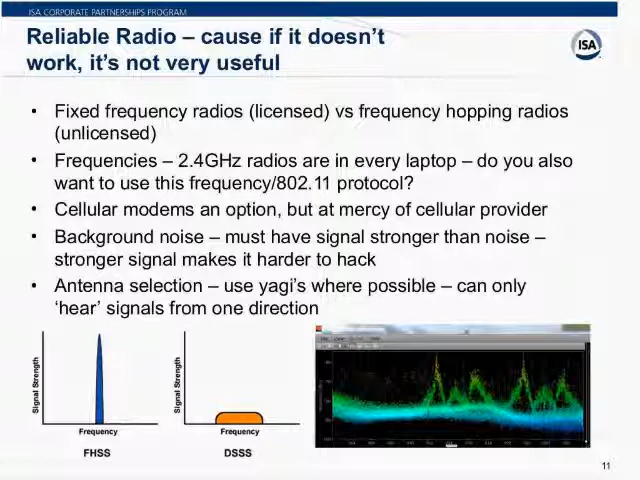 ISA CORPORATE PARTNERSHIPS PROGRAM
Reliable Radio – cause if it doesn’t
work, it’s not very useful
ISA
• Fixed frequency radios (licensed) vs frequency hopping radios
(unlicensed)
• Frequencies – 2.4GHz radios are in every laptop – do you also
want to use this frequency/802.11 protocol?
• Cellular modems an option, but at mercy of cellular provider
• Background noise – must have signal stronger than noise –
stronger signal makes it harder to hack
• Antenna selection – use yagi’s where possible – can only
‘hear’ signals from one direction
Signal Strength
Frequency
FHSS
Signal Strength
Frequency
DSSS
11